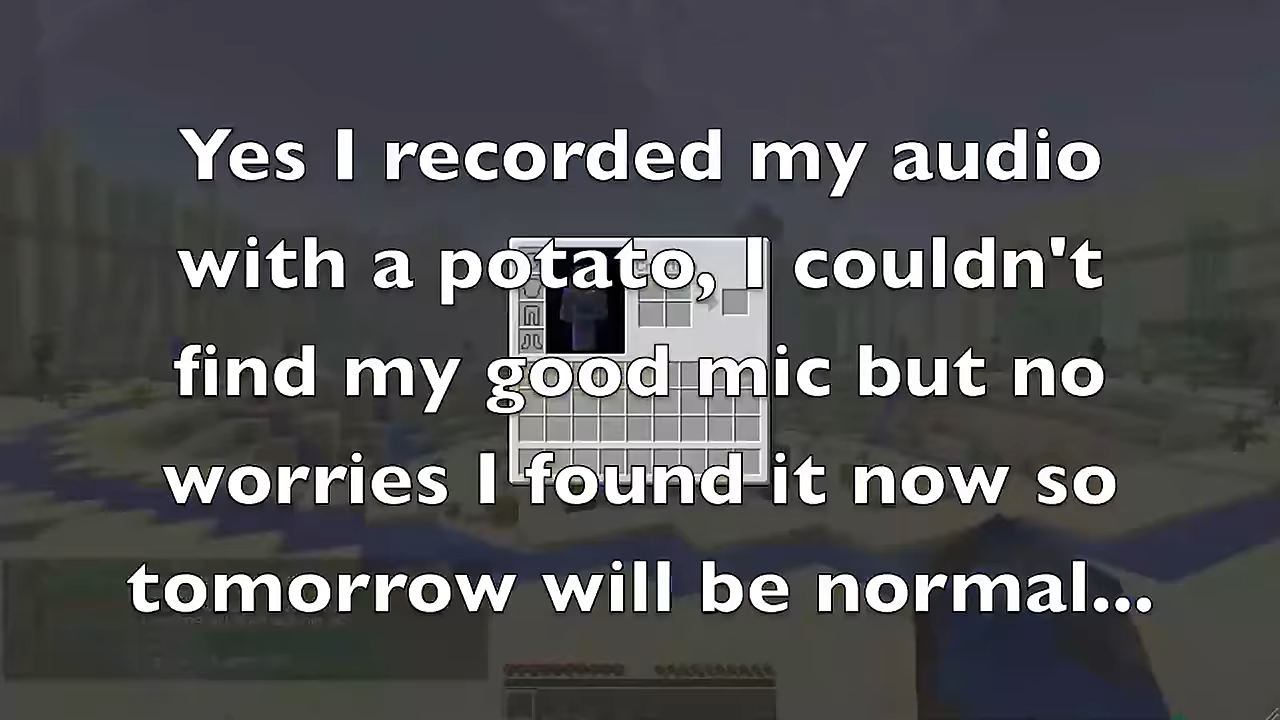 Yes I recorded my audio
with a potato, I couldn't
find my good mic but no
worries I found it now so
tomorrow will be normal...